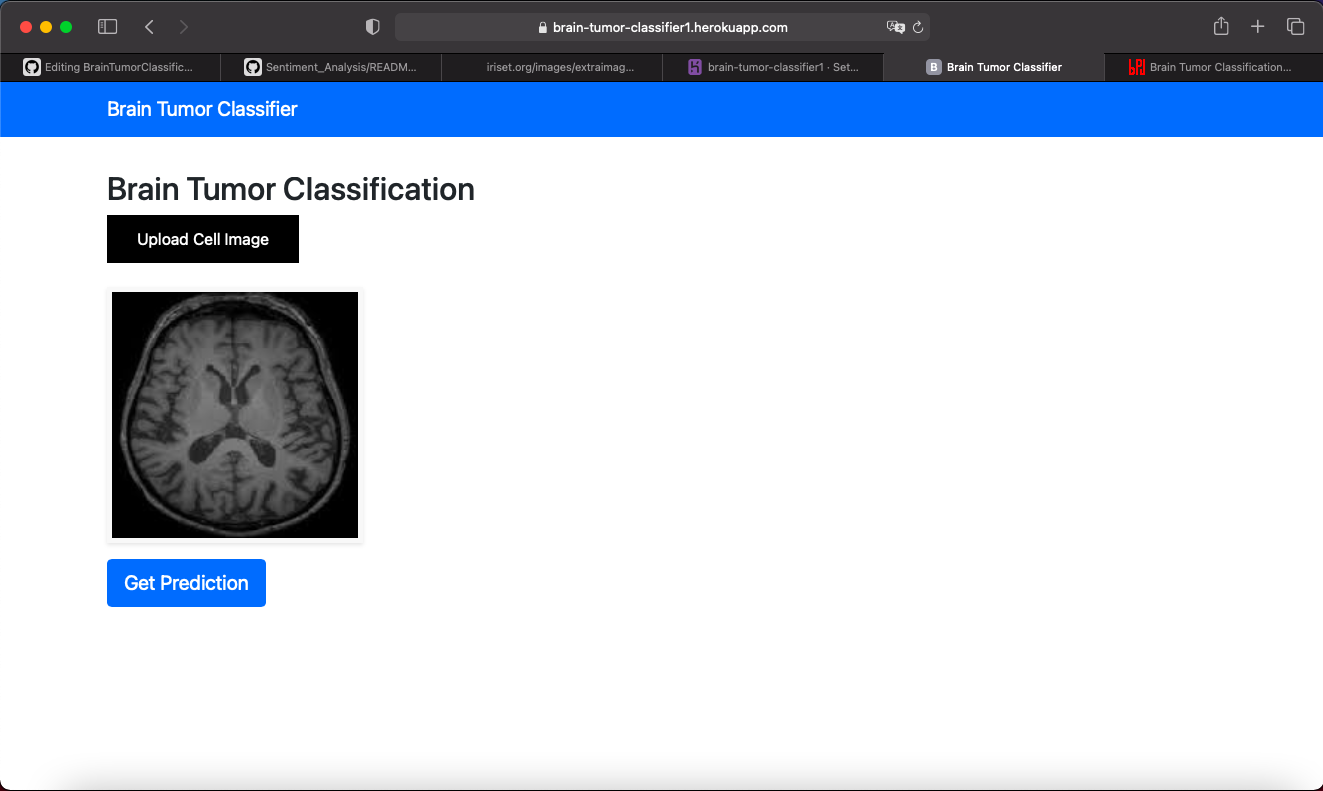 brain-tumor-classifier1.herokuapp.com
Editing BrainTumorClassific...
Sentiment_Analysis/READM...
iriset.org/images/extraimag...
brain-tumor-classifier1 · Set...
B Brain Tumor Classifier
Brain Tumor Classification...
Brain Tumor Classifier
Brain Tumor Classification
Upload Cell Image
Get Prediction